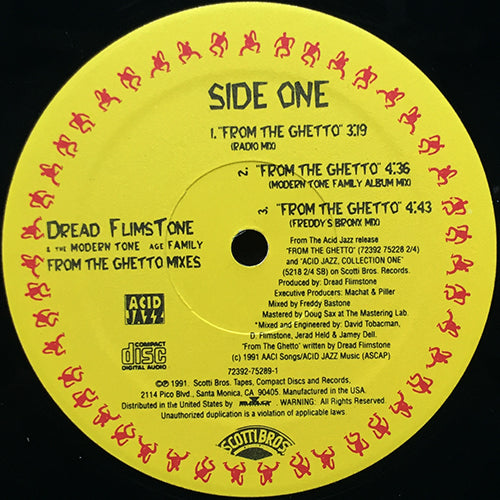 SIDE ONE
1. "FROM THE GHETTO" 3:19
(RADIO MIX)
2. "FROM THE GHETTO" 4:36
(MODERN TONE FAMILY ALBUM MIX)
3. "FROM THE GHETTO" 4:43
(FREDDY'S BRONX MIX)
DREAD FLIMSTONE
& THE MODERN TONE AGE FAMILY
FROM THE GHETTO MIXES
From The Acid Jazz release
"FROM THE GHETTO" (72392 75228 2/4)
and "ACID JAZZ, COLLECTION ONE"
(5218 2/4 SB) on Scotti Bros. Records.
Produced by: Dread Flimstone
Executive Producers: Machat & Piller
Mixed by Freddy Bastone
Mastered by Doug Sax at The Mastering Lab.
*Mixed and Engineered by: David Tobacman,
D. Flimstone, Jerad Held & Jamey Dell.
"From The Ghetto" written by Dread Flimstone
(c) 1991 AACI Songs/ACID JAZZ Music (ASCAP)
ACID
JAZZ
COMPACT
disc
DIGITAL AUDIO
72392-75289-1
©℗ 1991. Scotti Bros. Tapes, Compact Discs and Records,
2114 Pico Blvd., Santa Monica, CA 90405. Manufactured in the USA.
Distributed in the United States by BMG. WARNING: All Rights Reserved.
Unauthorized duplication is a violation of applicable laws.
SCOTTI BROS.